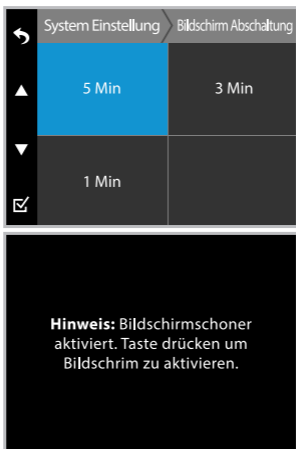 System Einstellung Bildschirm Abschaltung
5 Min 3 Min
1 Min
Hinweis: Bildschirmschoner
aktiviert. Taste drücken um
Bildschrim zu aktivieren.